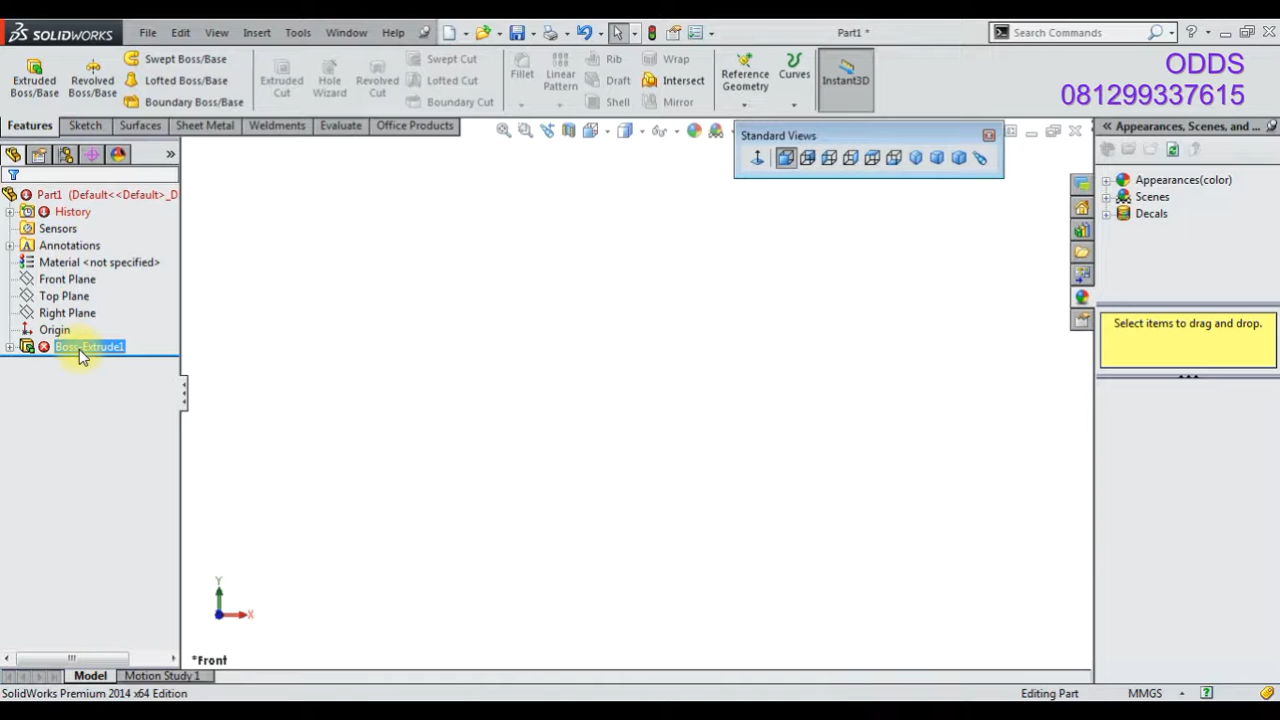 SOLIDWORKS File Edit View Insert Tools Window Help Part1 * Search Commands
Extruded Boss/Base
Revolved Boss/Base
Swept Boss/Base
Lofted Boss/Base
Boundary Boss/Base
Extruded Cut
Hole Wizard
Revolved Cut
Swept Cut
Lofted Cut
Boundary Cut
Fillet
Linear Pattern
Rib
Draft
Shell
Wrap
Intersect
Mirror
Reference Geometry
Curves
Instant3D
ODDS
081299337615
Features Sketch Surfaces Sheet Metal Weldments Evaluate Office Products
Standard Views
Appearances, Scenes, and ...
Part1 (Default<<Default>_D
History
Sensors
Annotations
Material <not specified>
Front Plane
Top Plane
Right Plane
Origin
Boss-Extrude1
Appearances(color)
Scenes
Decals
Select items to drag and drop.
Y
X
*Front
Model Motion Study 1
SolidWorks Premium 2014 x64 Edition Editing Part MMGS